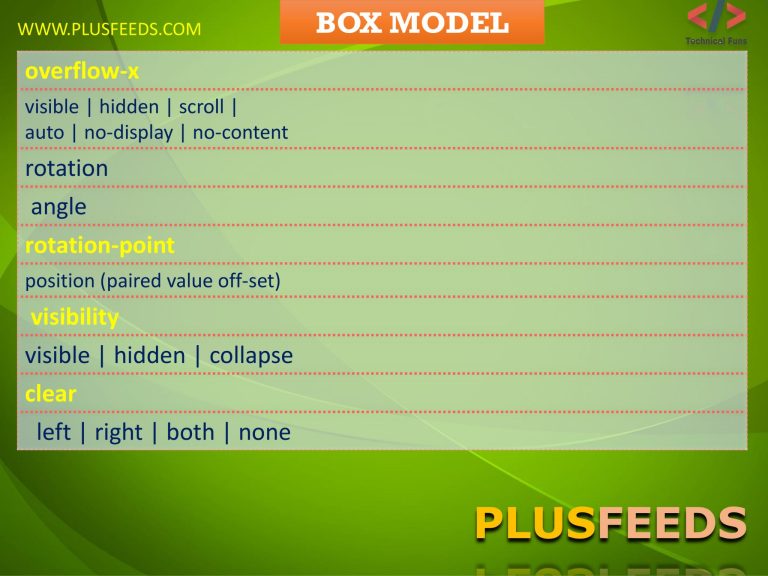 WWW.PLUSFEEDS.COM
BOX MODEL
Technical Funs
overflow-x
visible | hidden | scroll |
auto | no-display | no-content
rotation
angle
rotation-point
position (paired value off-set)
visibility
visible | hidden | collapse
clear
left | right | both | none
PLUSFEEDS